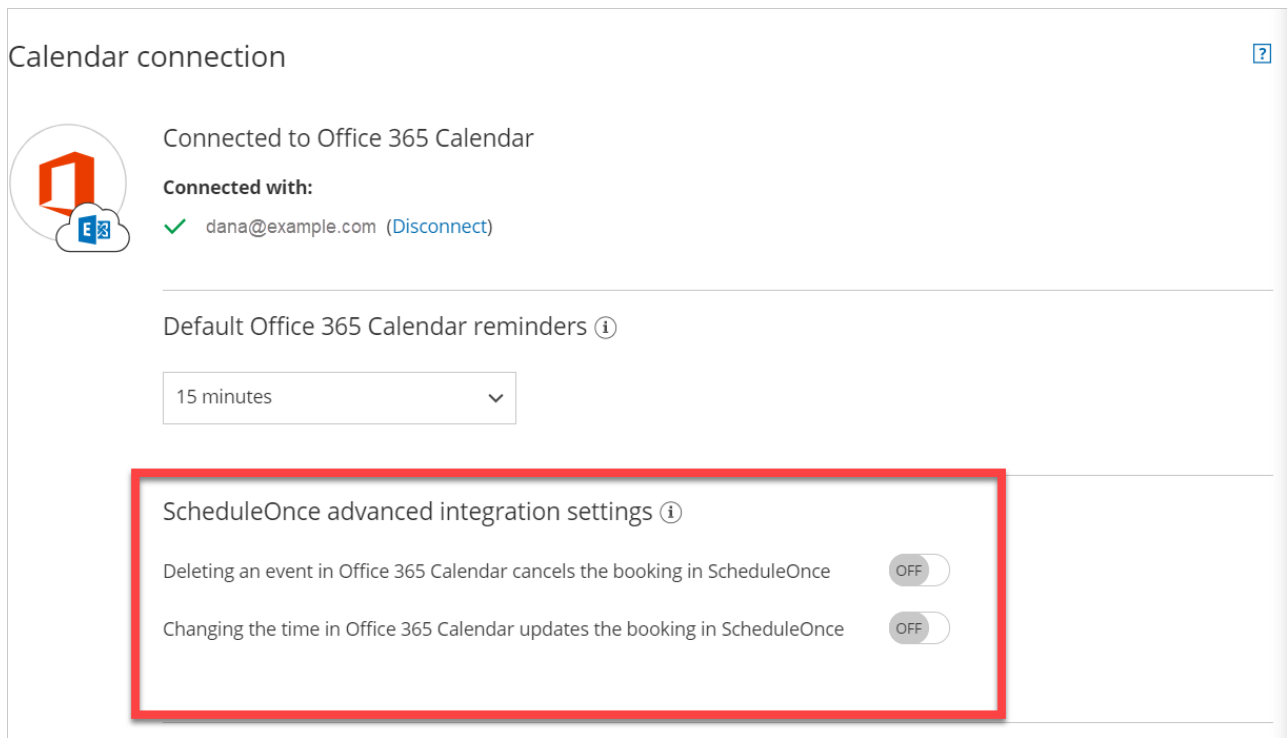 Calendar connection
?
Connected to Office 365 Calendar
Connected with:
dana@example.com (Disconnect)
E
Default Office 365 Calendar reminders i
15 minutes
ScheduleOnce advanced integration settings i
Deleting an event in Office 365 Calendar cancels the booking in ScheduleOnce OFF
Changing the time in Office 365 Calendar updates the booking in ScheduleOnce OFF